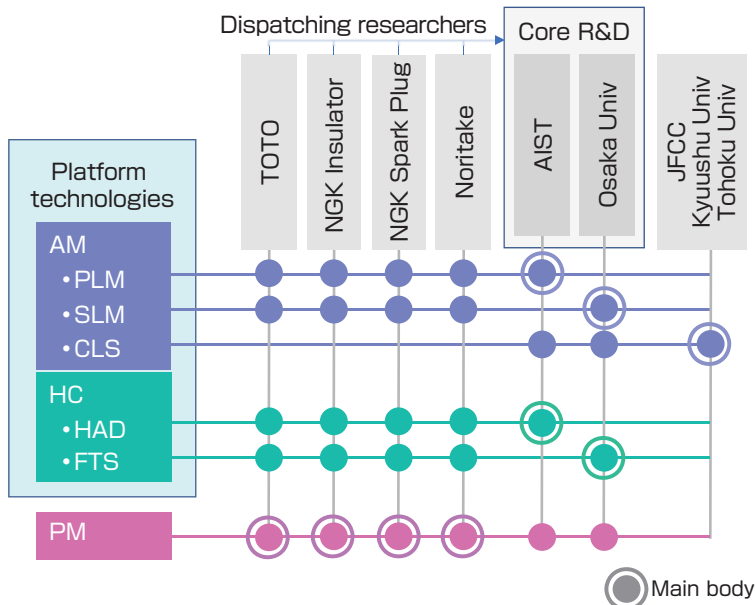 Dispatching researchers
Core R&D
TOTO
NGK Insulator
NGK Spark Plug
Noritake
AIST
Osaka Univ
JFCC
Kyuushu Univ
Tohoku Univ
Platform
technologies
AM
•PLM
•SLM
•CLS
HC
•HAD
•FTS
PM
Main body